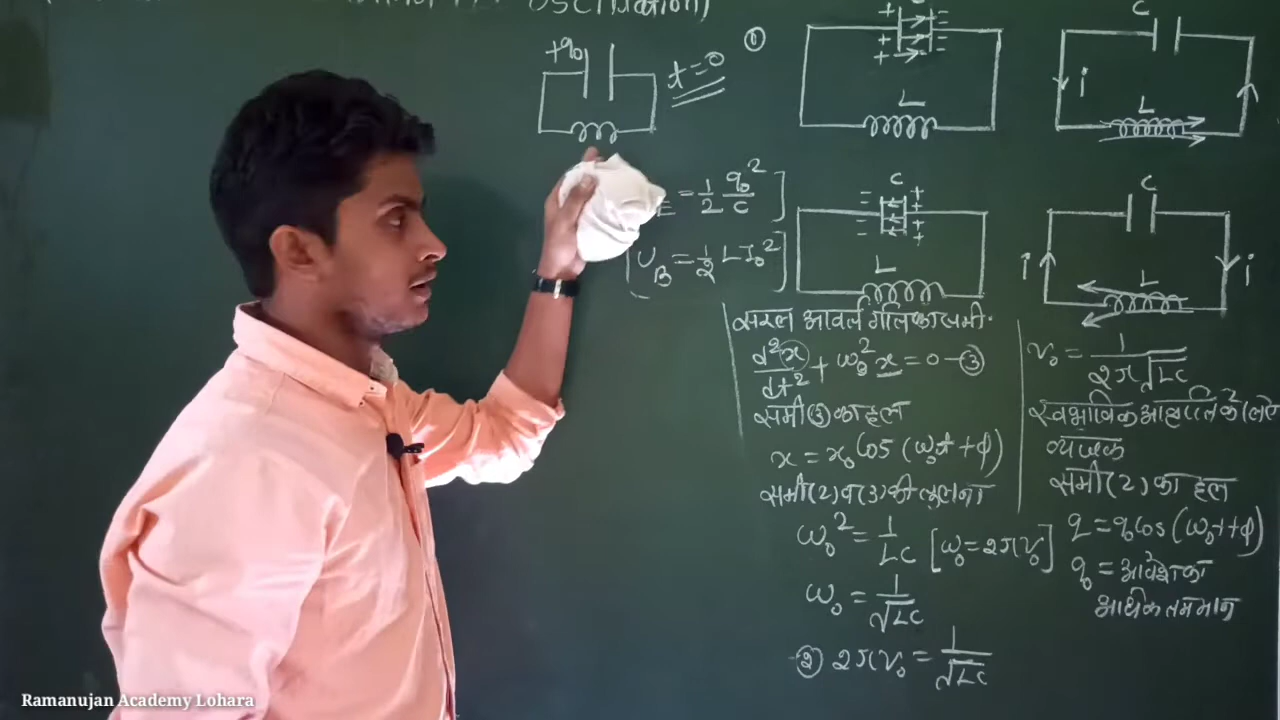 OSCillation)
+q₀
t=0
①
C
+ + + − − −
L
C
i
L
E = 1/2 q₀²/C ]
[ U_B = 1/2 LI₀² ]
− − − C + + +
L
C
i
i
L
सरल आवर्त गति का समी.
d²x/dt² + ω₀²x = 0 −③
समी(3) का हल
x = x₀ Cos (ω₀t + ϕ)
समी(2) व (3) की तुलना
ω₀² = 1/LC [ω₀ = 2πν₀]
ω₀ = 1/√LC
② 2πν₀ = 1/√LC
ν₀ = 1/2π√LC
स्वभाविक आवृत्ति के लिए
व्यंजक
समी(2) का हल
q = q₀ Cos (ω₀t + ϕ)
q₀ = आवेश का
अधिकतम मान
Ramanujan Academy Lohara